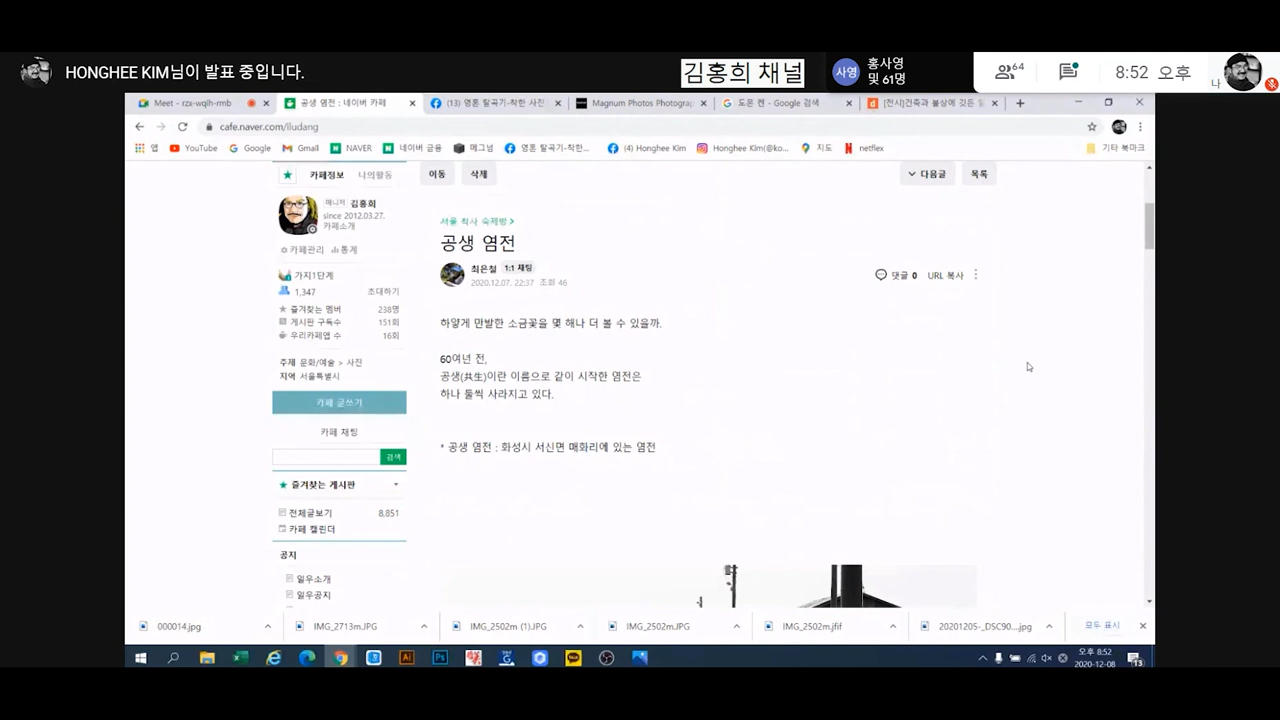 HONGHEE KIM님이 발표 중입니다.
김홍희 채널
사영
홍사영
및 61명
64
8:52 오후
나
Meet - rzx-wqih-rmb
공생 염전 : 네이버 카페
(13) 영혼 탈곡기-착한 사진
Magnum Photos Photograp
도몬 켄 - Google 검색
[전시]건축과 불상에 깃든 일
cafe.naver.com/illudang
앱
YouTube
Google
Gmail
NAVER
네이버 금융
메그넘
영혼 탈곡기-착한...
(4) Honghee Kim
Honghee Kim(@ko...
지도
netflex
기타 북마크
카페정보
나의활동
이동
삭제
다음글
목록
매니저 김홍희
since 2012.03.27.
카페소개
카페관리
통계
가지1단계
1,347
초대하기
즐겨찾는 멤버
238명
게시판 구독수
151회
우리카페앱 수
16회
주제 문화/예술 > 사진
지역 서울특별시
카페 글쓰기
카페 채팅
검색
즐겨찾는 게시판
전체글보기
8,851
카페 캘린더
공지
일우소개
일우공지
공생 염전
최은철 1:1 채팅
2020.12.07. 22:37 조회 46
댓글 0
URL 복사
하얗게 만발한 소금꽃을 몇 해나 더 볼 수 있을까.
60여년 전,
공생(共生)이란 이름으로 같이 시작한 염전은
하나 둘씩 사라지고 있다.
* 공생 염전 : 화성시 서신면 매화리에 있는 염전
000014.jpg
IMG_2713m.JPG
IMG_2502m (1).JPG
IMG_2502m.JPG
IMG_2502m.jfif
20201205-_DSC90....jpg
모두 표시
오후 8:52
2020-12-08
13